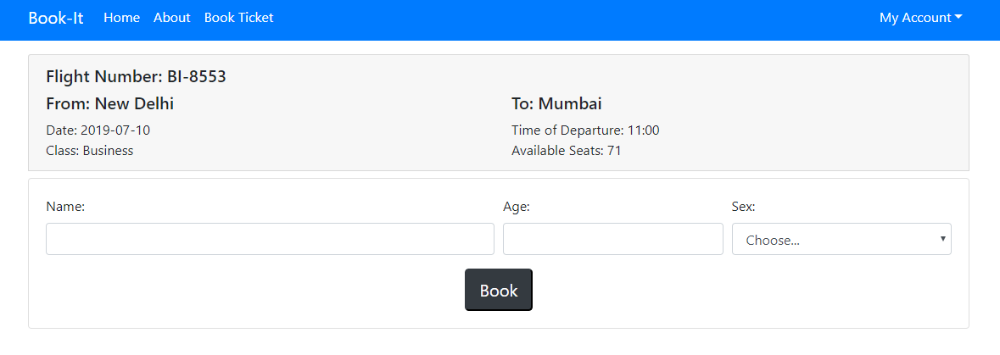 Book-It Home About Book Ticket My Account
Flight Number: BI-8553
From: New Delhi To: Mumbai
Date: 2019-07-10 Time of Departure: 11:00
Class: Business Available Seats: 71
Name: Age: Sex:
Choose...
Book